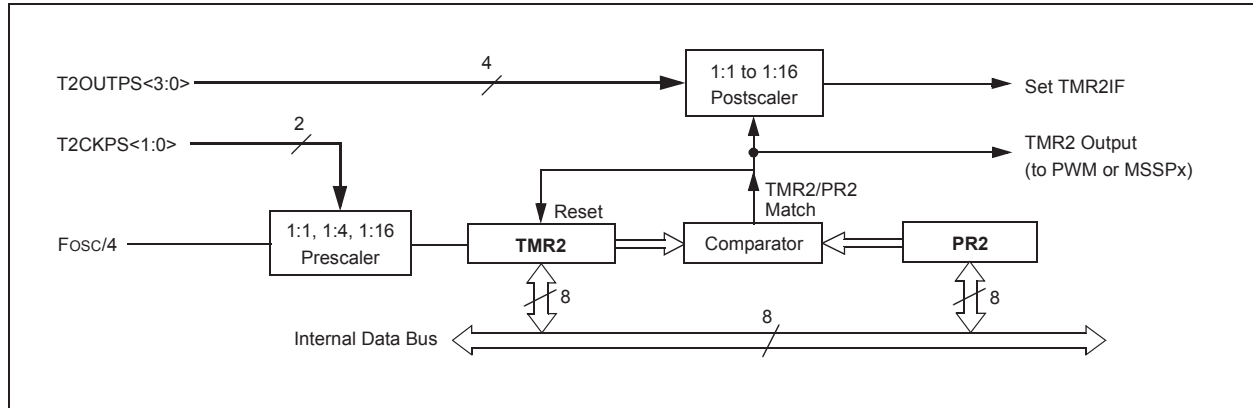 T2OUTPS<3:0>
4
1:1 to 1:16
Postscaler
Set TMR2IF
T2CKPS<1:0>
2
TMR2 Output
(to PWM or MSSPx)
TMR2/PR2
Match
Reset
FOSC/4
1:1, 1:4, 1:16
Prescaler
TMR2
Comparator
PR2
8
8
Internal Data Bus
8